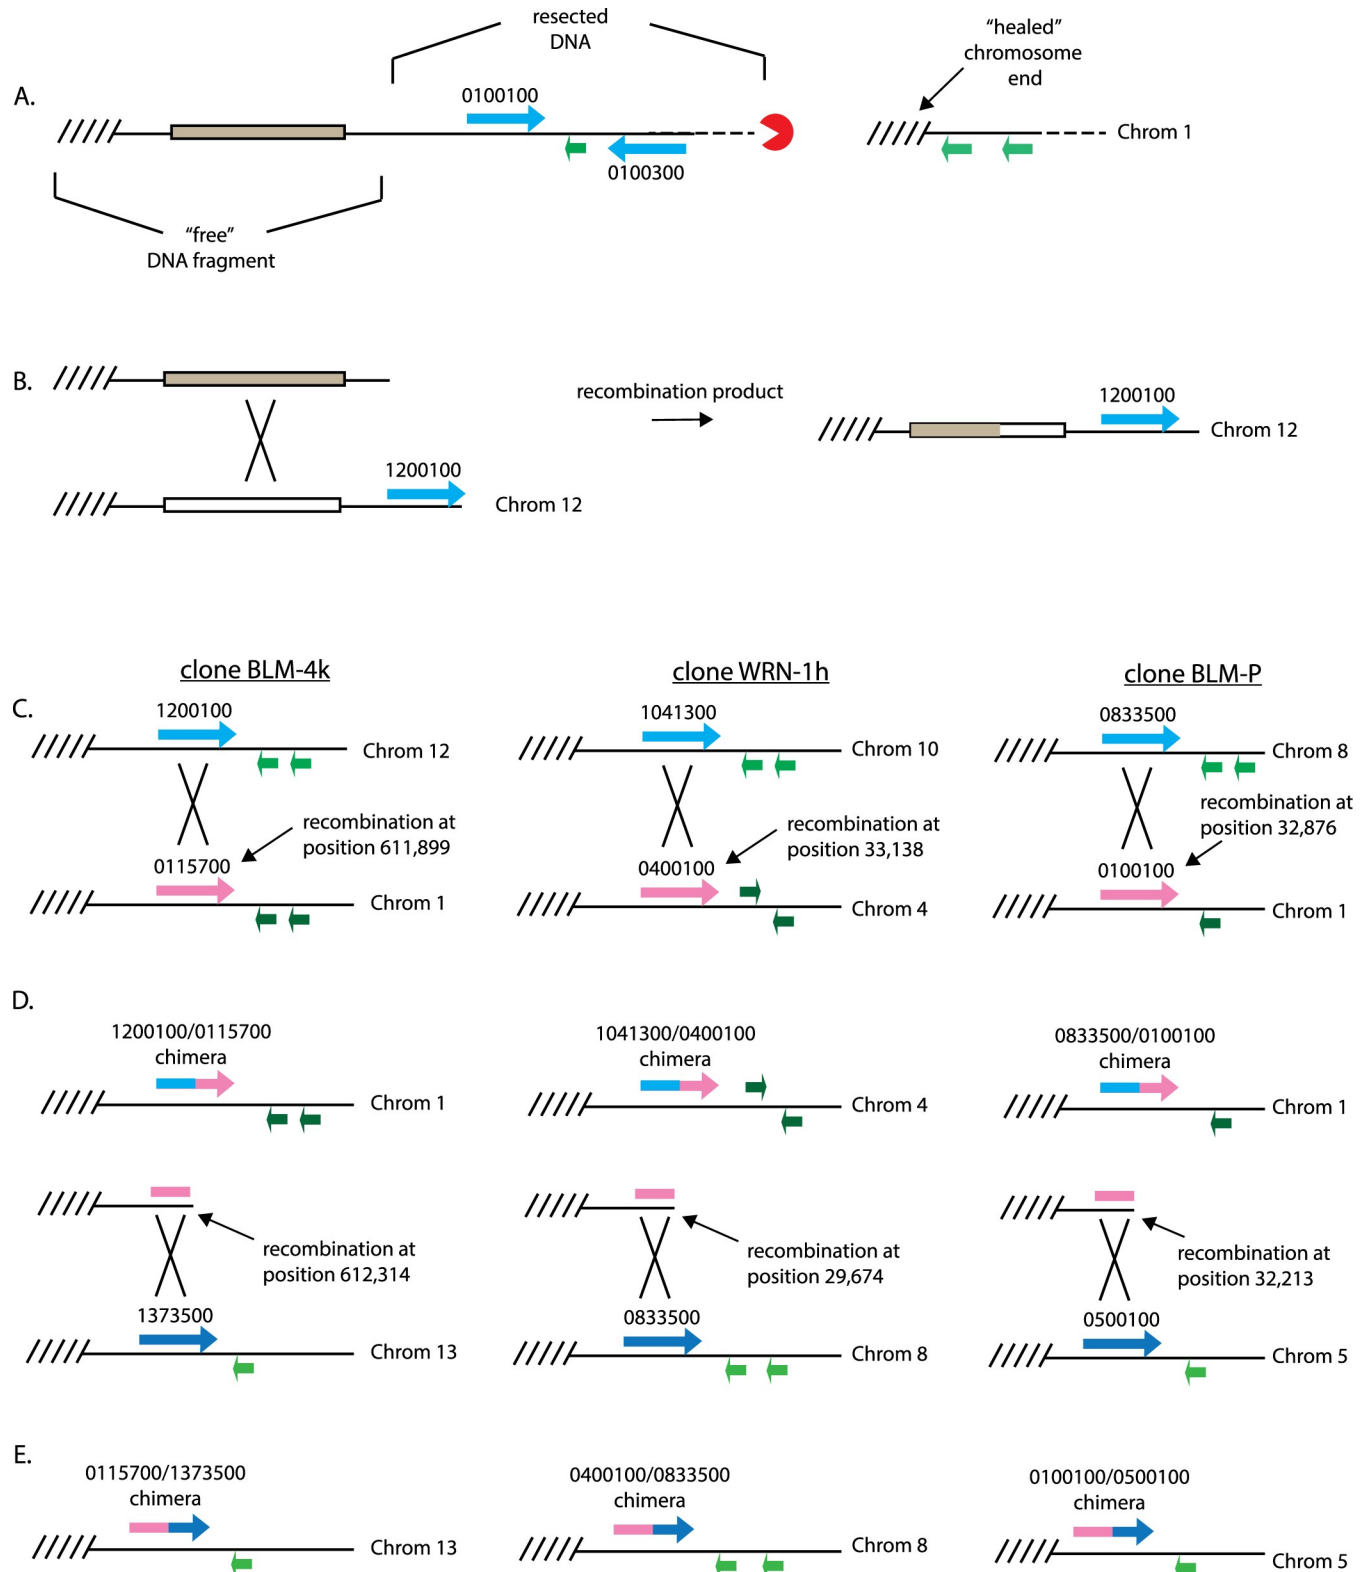 resected
DNA
"healed"
chromosome
end
A.
0100100
Chrom 1
0100300
"free"
DNA fragment
B.
recombination product
1200100
Chrom 12
1200100
Chrom 12
clone BLM-4k
clone WRN-1h
clone BLM-P
C.
1200100
Chrom 12
1041300
Chrom 10
0833500
Chrom 8
recombination at
position 611,899
recombination at
position 33,138
recombination at
position 32,876
0115700
Chrom 1
0400100
Chrom 4
0100100
Chrom 1
D.
1200100/0115700
chimera
Chrom 1
1041300/0400100
chimera
Chrom 4
0833500/0100100
chimera
Chrom 1
recombination at
position 612,314
recombination at
position 29,674
recombination at
position 32,213
1373500
Chrom 13
0833500
Chrom 8
0500100
Chrom 5
E.
0115700/1373500
chimera
Chrom 13
0400100/0833500
chimera
Chrom 8
0100100/0500100
chimera
Chrom 5